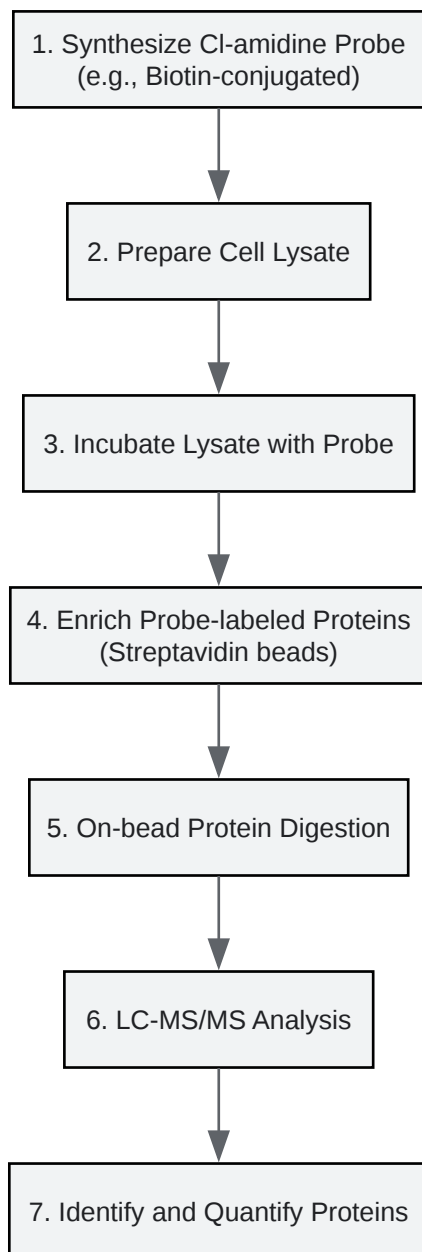 1. Synthesize Cl-amidine Probe
(e.g., Biotin-conjugated)
2. Prepare Cell Lysate
3. Incubate Lysate with Probe
4. Enrich Probe-labeled Proteins
(Streptavidin beads)
5. On-bead Protein Digestion
6. LC-MS/MS Analysis
7. Identify and Quantify Proteins